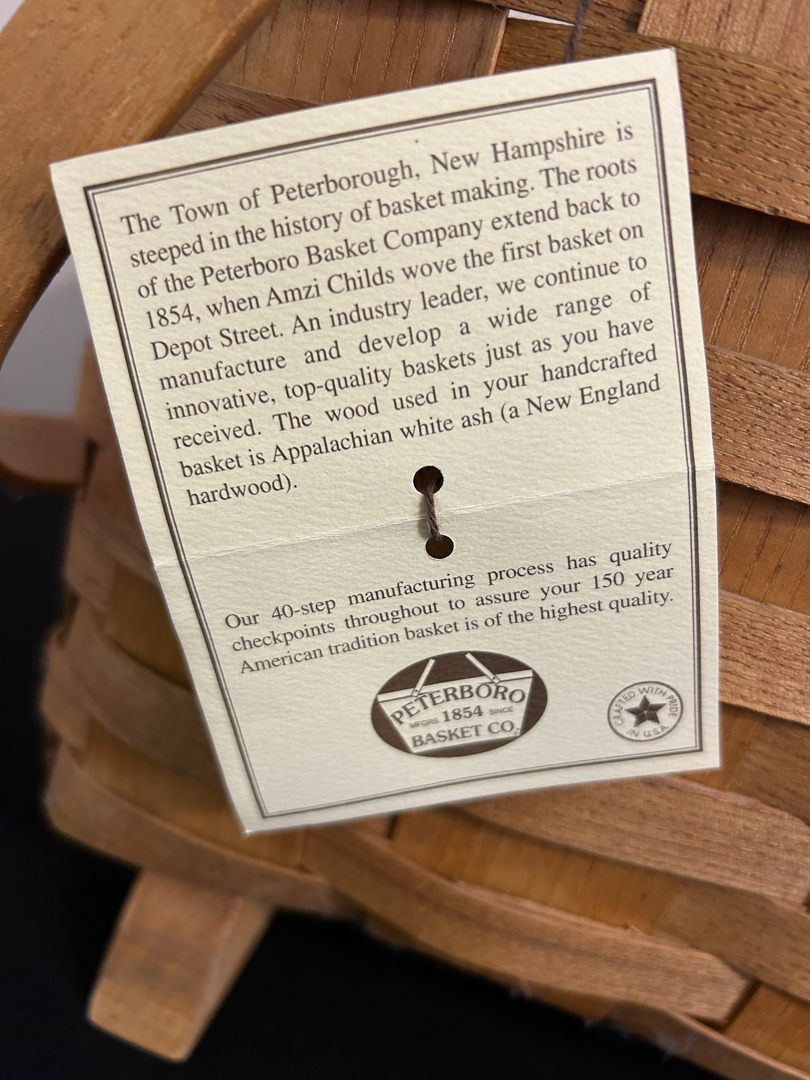 The Town of Peterborough, New Hampshire is
steeped in the history of basket making. The roots
of the Peterboro Basket Company extend back to
1854, when Amzi Childs wove the first basket on
Depot Street. An industry leader, we continue to
manufacture and develop a wide range of
innovative, top-quality baskets just as you have
received. The wood used in your handcrafted
basket is Appalachian white ash (a New England
hardwood).
Our 40-step manufacturing process has quality
checkpoints throughout to assure your 150 year
American tradition basket is of the highest quality.
PETERBORO
MFGRS 1854 SINCE
BASKET CO.
CRAFTED WITH PRIDE
IN U.S.A.